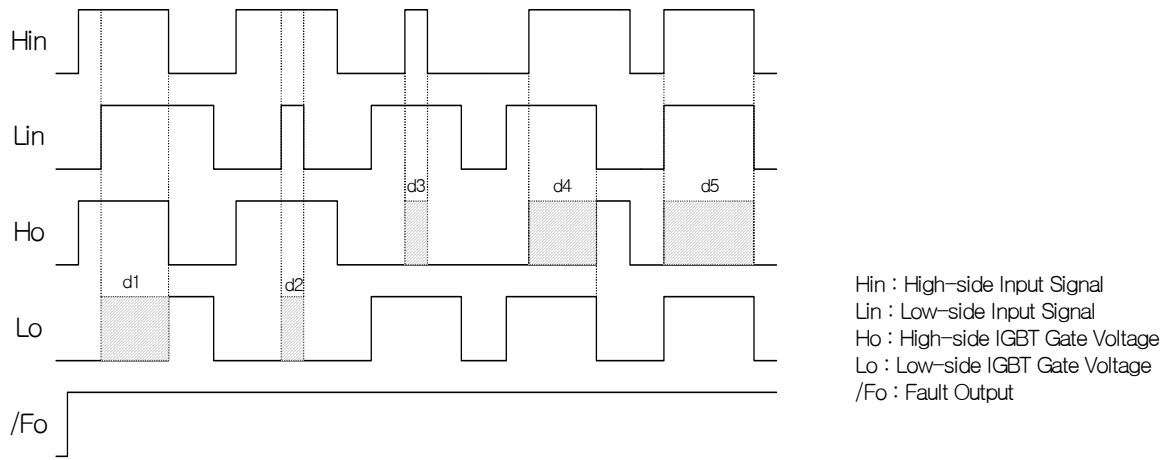 Hin
Lin
d3
d4
d5
Ho
d1
d2
Lo
/Fo
Hin : High-side Input Signal
Lin : Low-side Input Signal
Ho : High-side IGBT Gate Voltage
Lo : Low-side IGBT Gate Voltage
/Fo : Fault Output